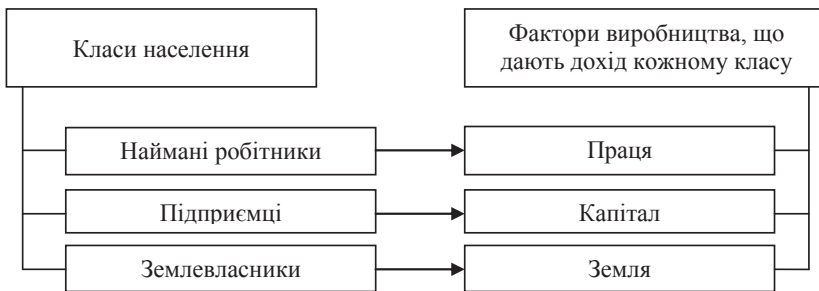 Класи населення
Фактори виробництва, що
дають дохід кожному класу
Наймані робітники
Праця
Підприємці
Капітал
Землевласники
Земля